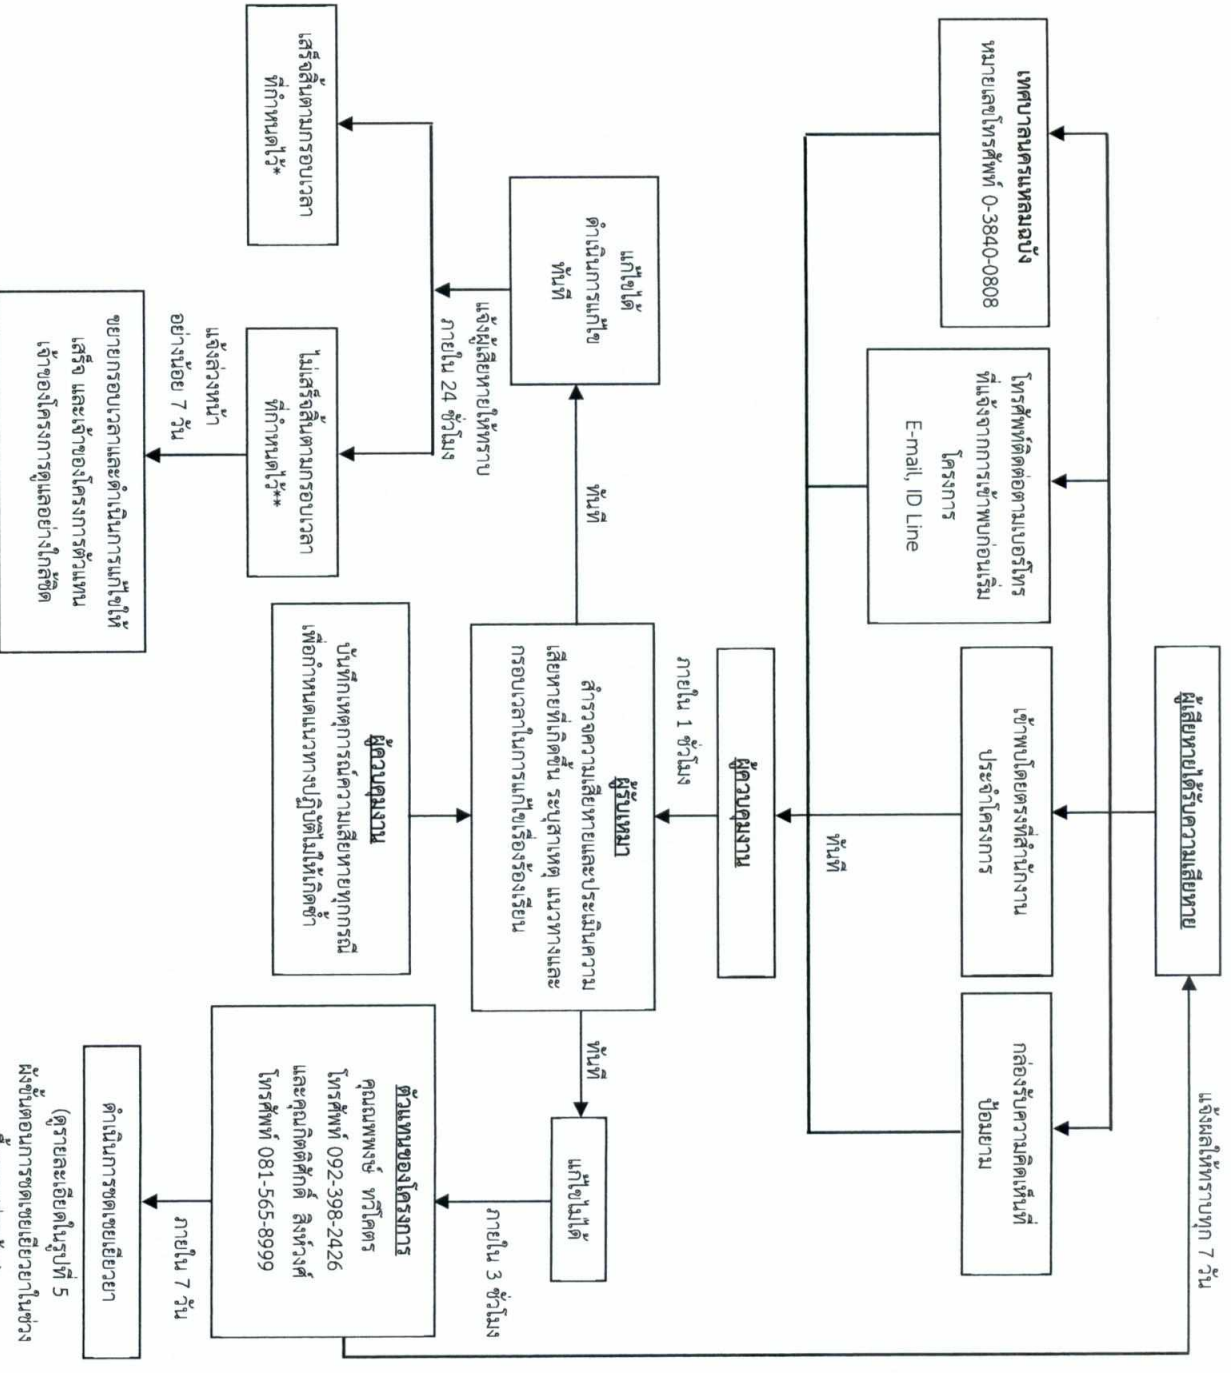 ผู้เสียหายได้รับความเสียหาย
แจ้งผลให้ทราบทุก 7 วัน
เทศบาลนครแหลมฉบัง
หมายเลขโทรศัพท์ 0-3840-0808
โทรศัพท์ติดต่อตามเบอร์โทร
ที่แจ้งจากการเข้าพบก่อนเริ่ม
โครงการ
E-mail, ID Line
เข้าพบโดยตรงที่สำนักงาน
ประจำโครงการ
กล่องรับความคิดเห็นที่
ป้อมยาม
ทันที
ผู้ควบคุมงาน
ภายใน 1 ชั่วโมง
ผู้รับเหมา
สำรวจความเสียหายและประเมินความ
เสียหายที่เกิดขึ้น ระบุสาเหตุ แนวทางและ
กรอบเวลาในการแก้ไขเรื่องร้องเรียน
ทันที
ทันที
แก้ไขได้
ดำเนินการแก้ไข
ทันที
แก้ไขไม่ได้
แจ้งผู้เสียหายให้ทราบ
ภายใน 24 ชั่วโมง
ภายใน 3 ชั่วโมง
ผู้ควบคุมงาน
บันทึกเหตุการณ์ความเสียหายทุกกรณี
เพื่อกำหนดแนวทางปฏิบัติไม่ให้เกิดซ้ำ
ตัวแทนของโครงการ
คุณณพพงษ์ ทวีโคตร
โทรศัพท์ 092-398-2426
และคุณกิตติศักดิ์ สิงห์วงศ์
โทรศัพท์ 081-565-8999
เสร็จสิ้นตามกรอบเวลา
ที่กำหนดไว้*
ไม่เสร็จสิ้นตามกรอบเวลา
ที่กำหนดไว้**
แจ้งล่วงหน้า
อย่างน้อย 7 วัน
ภายใน 7 วัน
ขยายกรอบเวลาและดำเนินการแก้ไขให้
เสร็จ และเจ้าของโครงการตัวแทน
เจ้าของโครงการดูแลอย่างใกล้ชิด
ดำเนินการชดเชยเยียวยา
(ดูรายละเอียดในรูปที่ 5
ผังขั้นตอนการชดเชยเยียวยาในช่วง